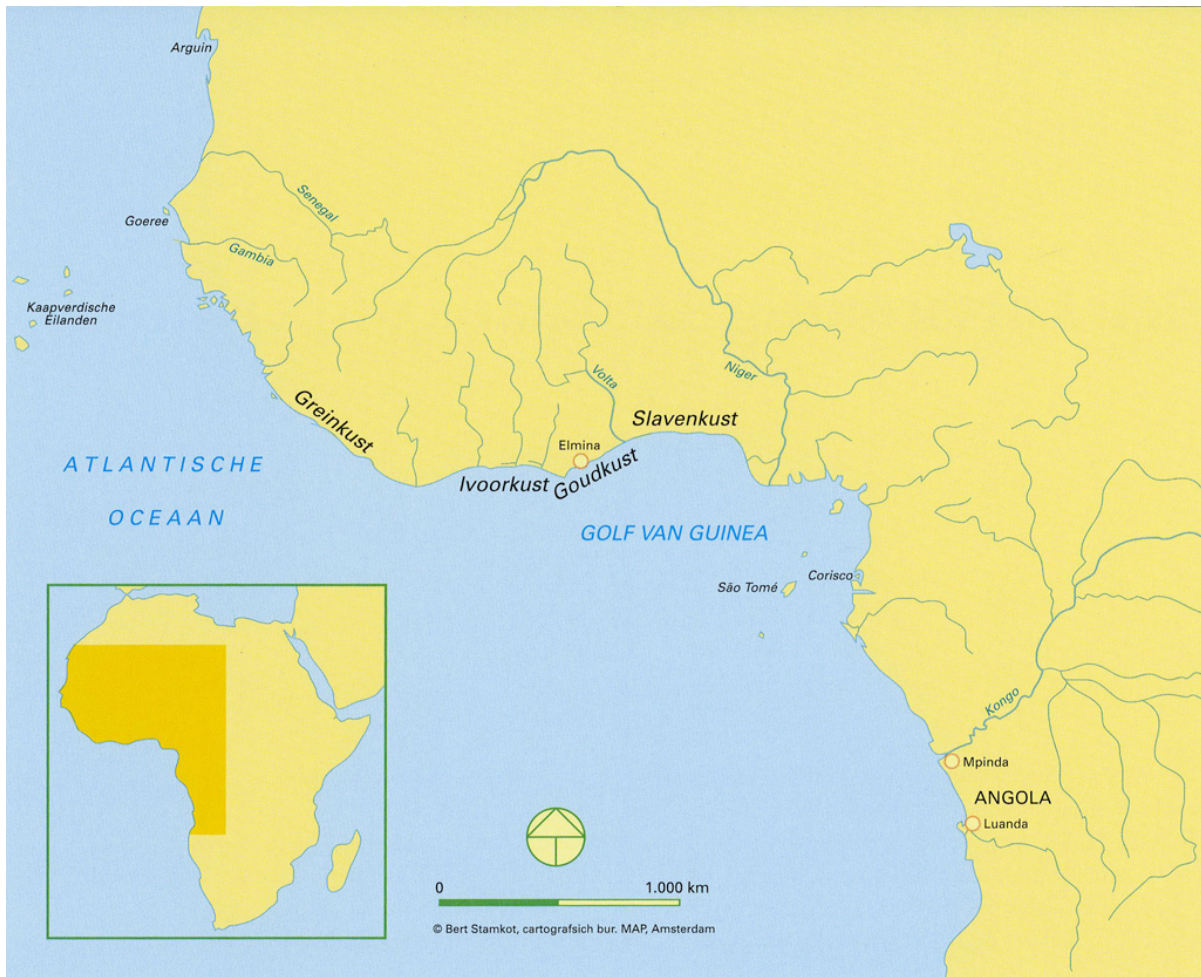 Arguin
Senegal
Goeree
Gambia
Kaapverdische
Eilanden
Niger
Volta
Greinkust
Slavenkust
Elmina
Ivoorkust
Goudkust
ATLANTISCHE
OCEAAN
GOLF VAN GUINEA
Corisco
São Tomé
Kongo
Mpinda
ANGOLA
Luanda
0 1.000 km
© Bert Stamkot, cartografsich bur. MAP, Amsterdam